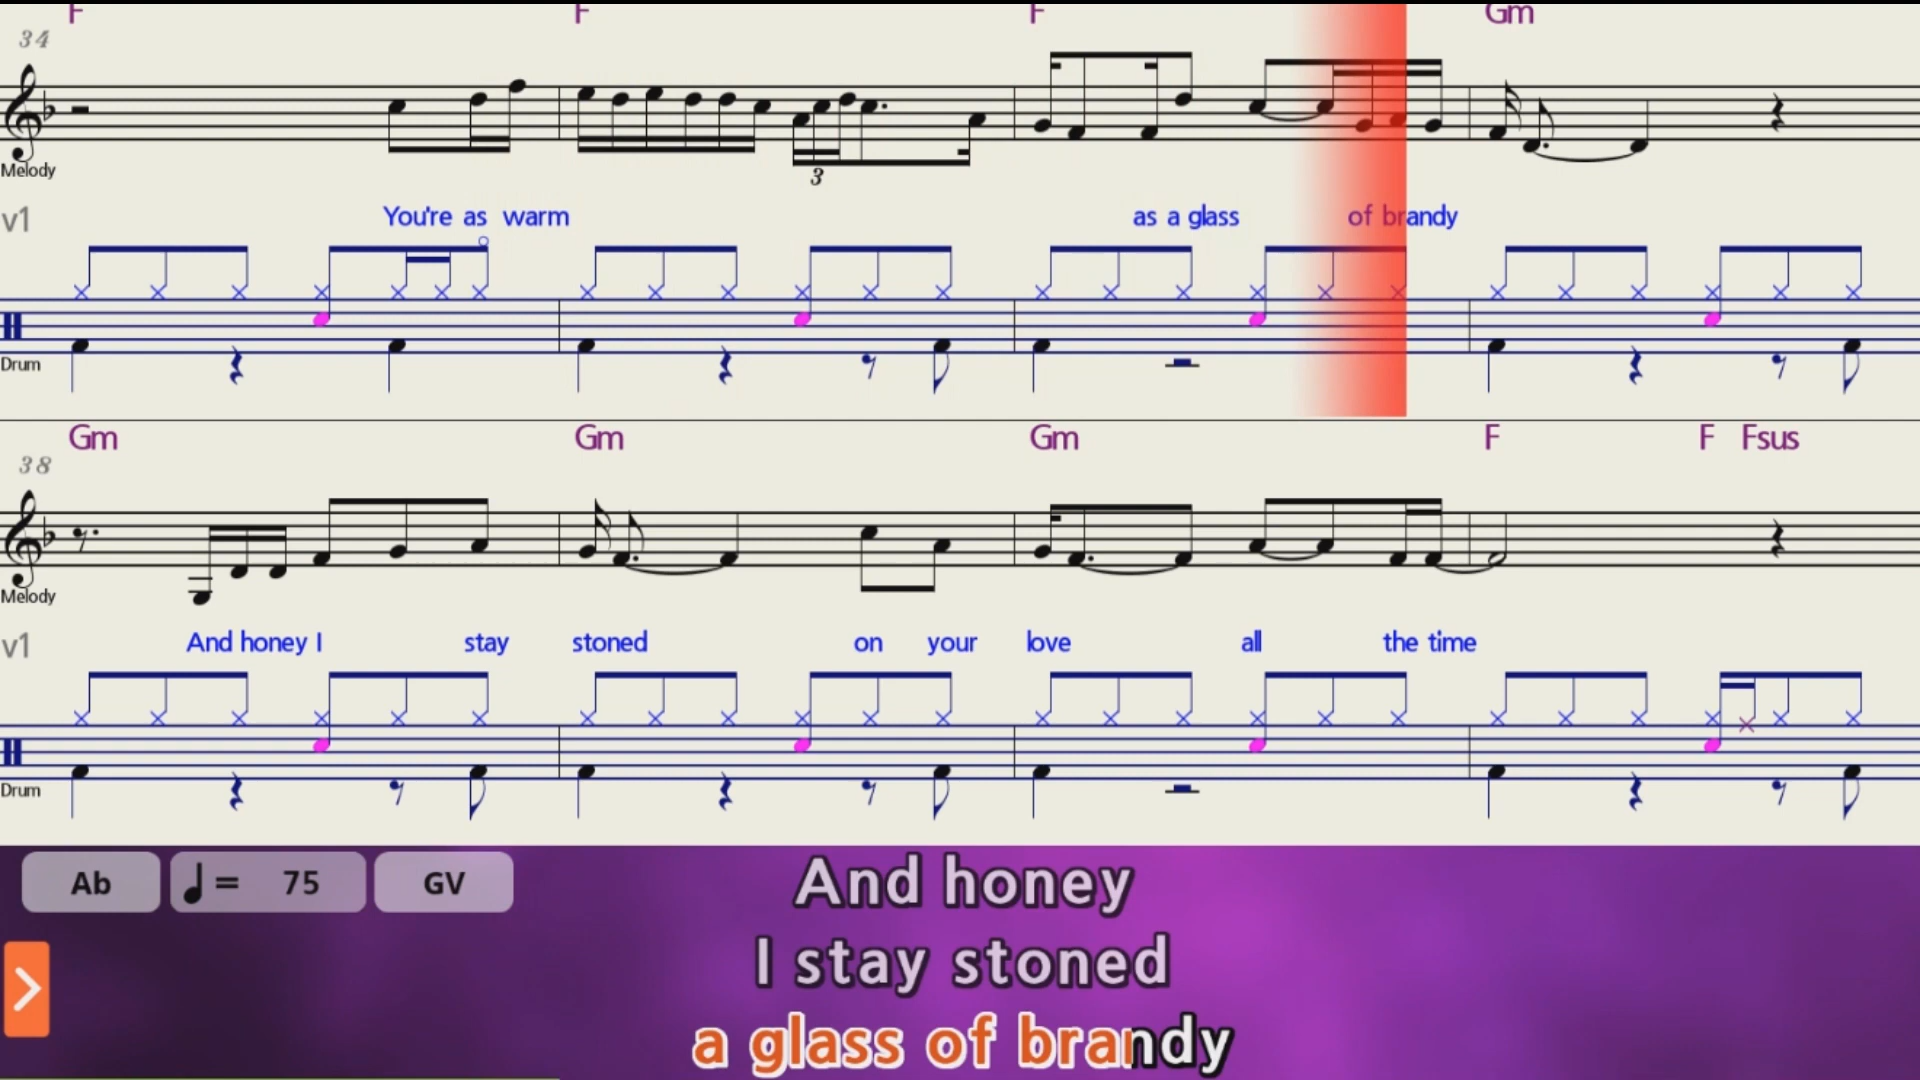 F F F Gm
34
3
Melody
v1 You're as warm as a glass of brandy
Drum
Gm Gm Gm F F Fsus
38
Melody
v1 And honey I stay stoned on your love all the time
Drum
Ab = 75 GV
And honey
I stay stoned
a glass of brandy